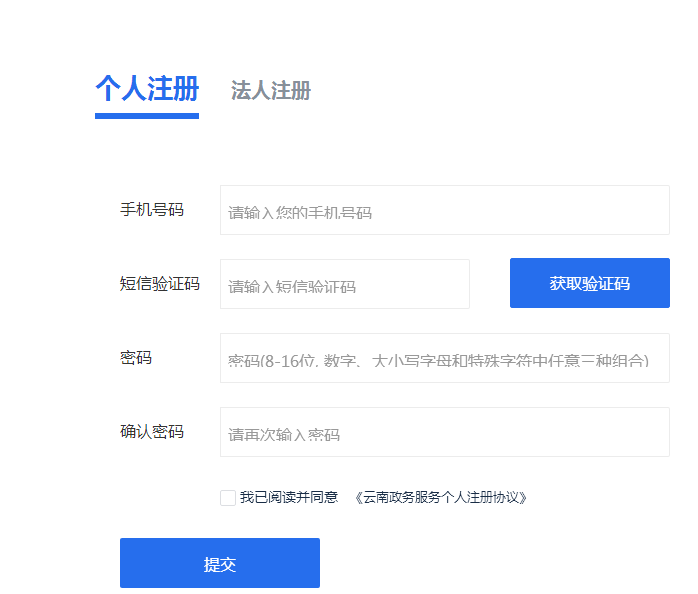 个人注册 法人注册
手机号码 请输入您的手机号码
短信验证码 请输入短信验证码 获取验证码
密码 密码(8-16位, 数字、大小写字母和特殊字符中任意三种组合)
确认密码 请再次输入密码
我已阅读并同意 《云南政务服务个人注册协议》
提交